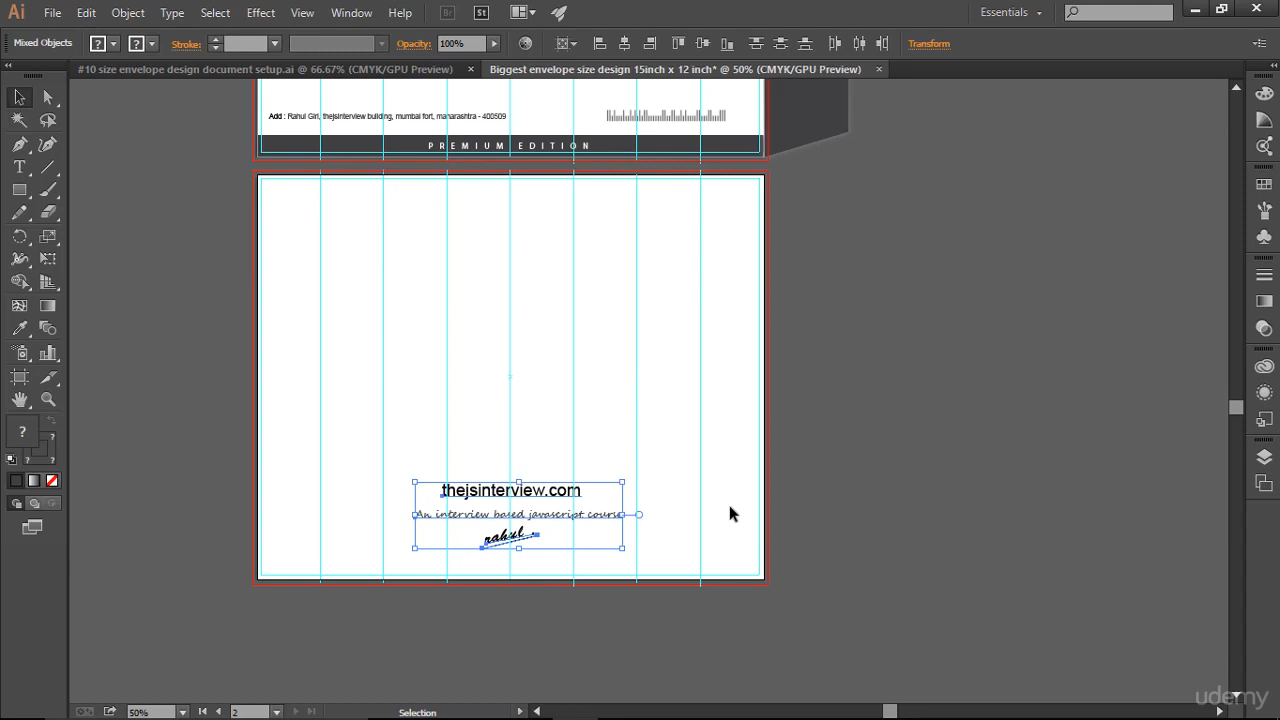 Ai File Edit Object Type Select Effect View Window Help Br St Essentials
Mixed Objects ? ? Stroke: Opacity: 100% Transform
#10 size envelope design document setup.ai @ 66.67% (CMYK/GPU Preview) × Biggest envelope size design 15inch x 12 inch* @ 50% (CMYK/GPU Preview) ×
Add : Rahul Giri, thejsinterview building, mumbai fort, maharashtra - 400509
PREMIUM EDITION
thejsinterview.com
An interview based javascript course
rahul .
?
?
?
udemy
50% 2 Selection